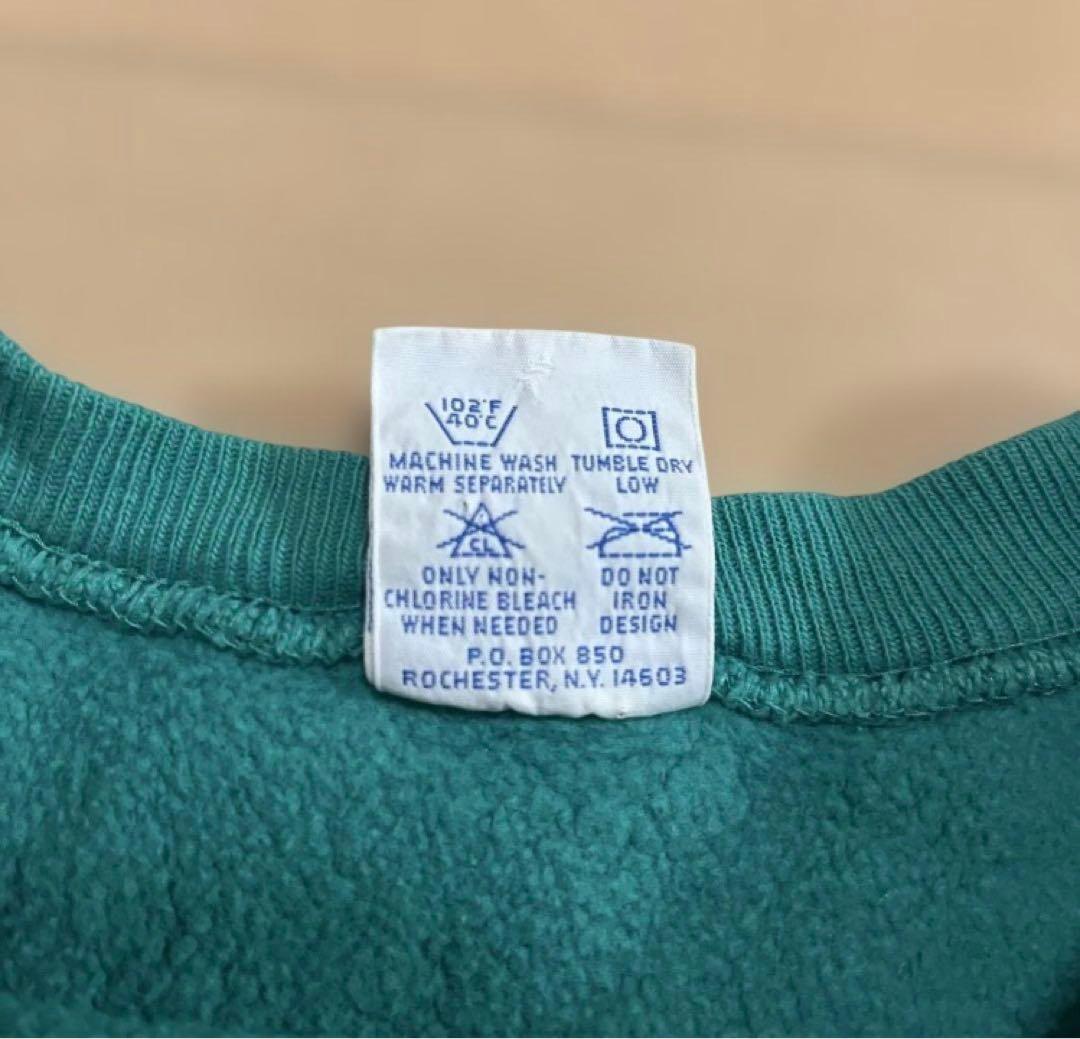 102°F
40°C
MACHINE WASH
WARM SEPARATELY
TUMBLE DRY
LOW
CL
ONLY NON-
CHLORINE BLEACH
WHEN NEEDED
DO NOT
IRON
DESIGN
P.O. BOX 850
ROCHESTER, N.Y. 14603